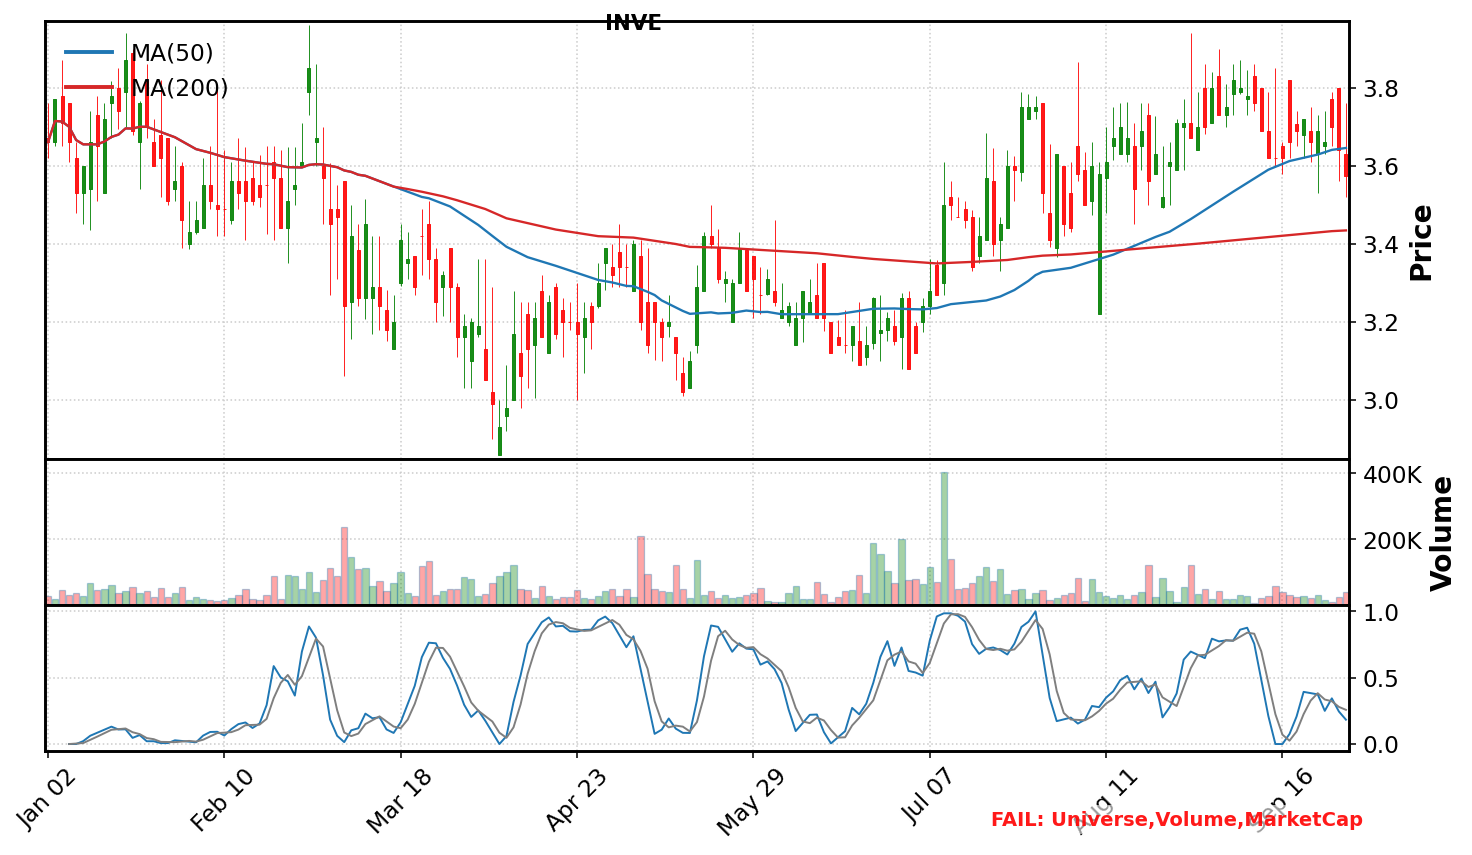 INVE
MA(50)
MA(200)
3.8
3.6
3.4
3.2
3.0
Price
400K
200K
Volume
1.0
0.5
0.0
Jan 02
Feb 10
Mar 18
Apr 23
May 29
Jul 07
Aug 11
Sep 16
FAIL: Universe,Volume,MarketCap